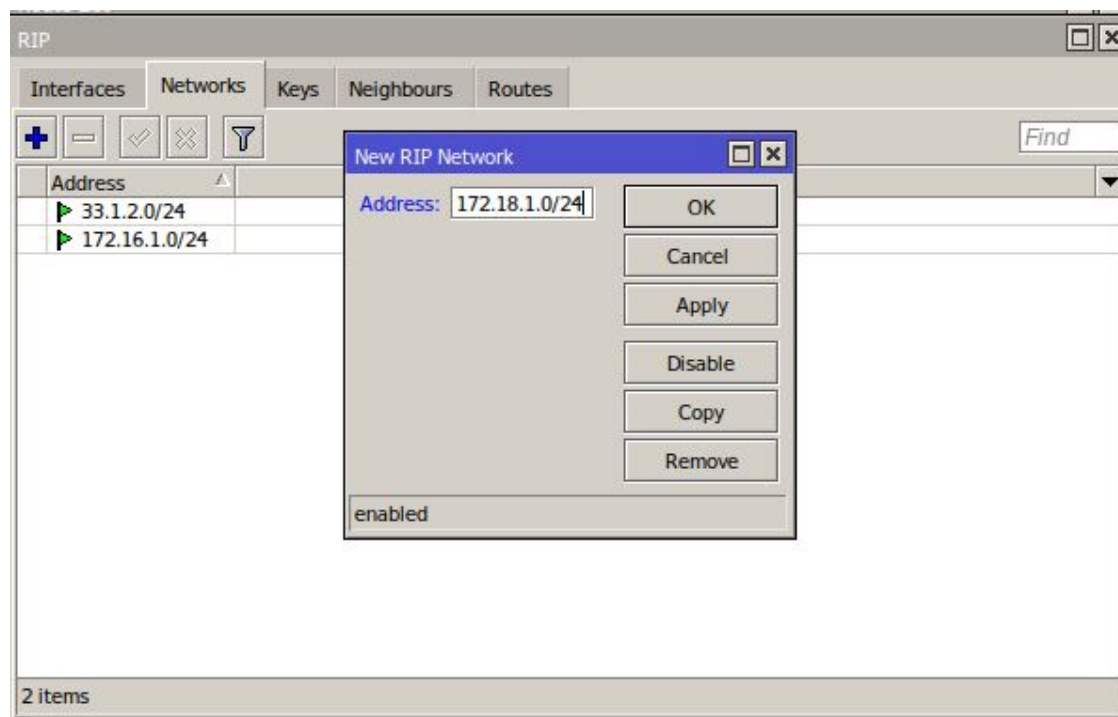 RIP
Interfaces Networks Keys Neighbours Routes
Find
Address
33.1.2.0/24
172.16.1.0/24
New RIP Network
Address: 172.18.1.0/24
OK
Cancel
Apply
Disable
Copy
Remove
enabled
2 items